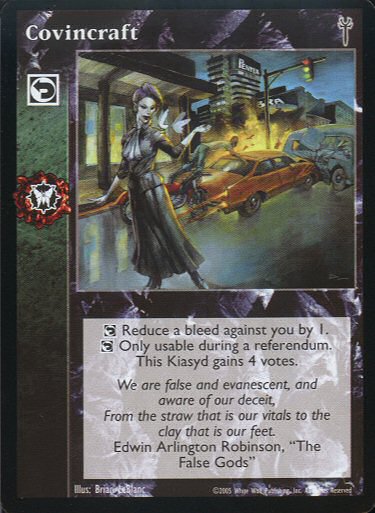 Covincraft
PENTEX
Reduce a bleed against you by 1.
Only usable during a referendum.
This Kiasyd gains 4 votes.
We are false and evanescent, and
aware of our deceit,
From the straw that is our vitals to the
clay that is our feet.
Edwin Arlington Robinson, "The
False Gods"
Illus: Brian LeBlanc
©2005 White Wolf Publishing, Inc. All Rights Reserved